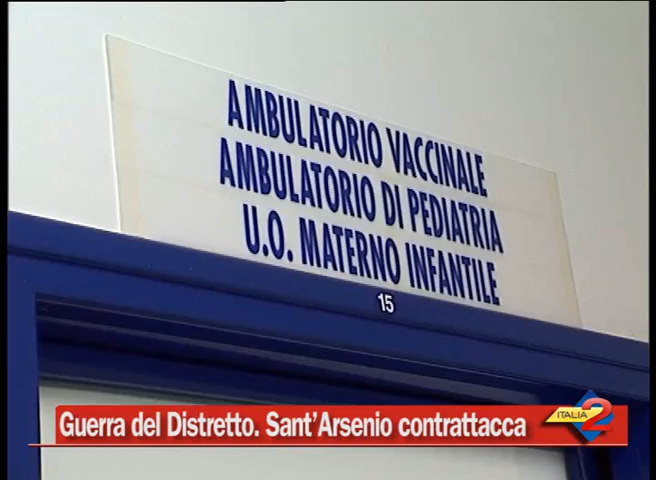 AMBULATORIO VACCINALE
AMBULATORIO DI PEDIATRIA
U.O. MATERNO INFANTILE
15
Guerra del Distretto. Sant'Arsenio contrattacca
ITALIA 2